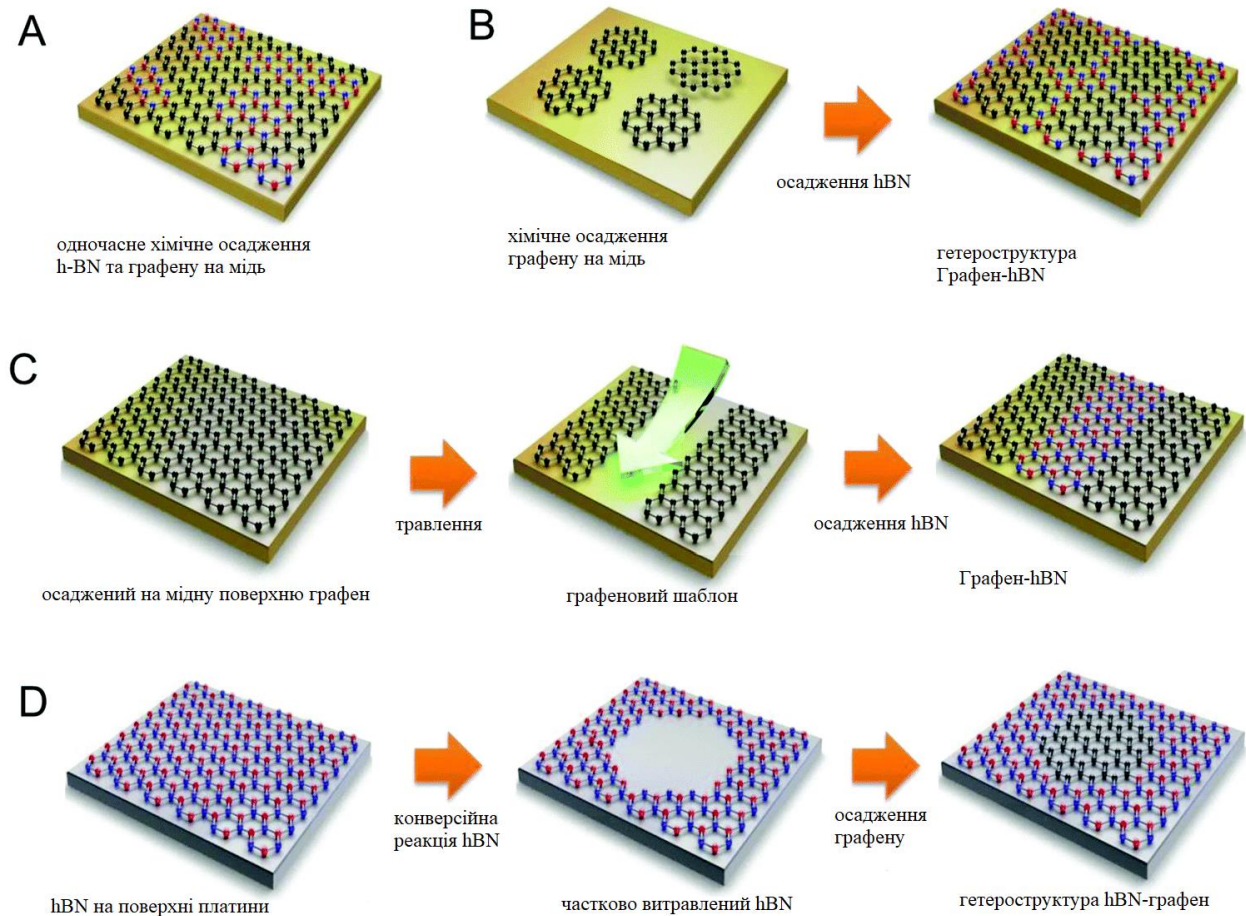 A
B
осадження hBN
одночасне хімічне осадження
h-BN та графену на мідь
хімічне осадження
графену на мідь
гетероструктура
Графен-hBN
C
травлення
осадження hBN
осаджений на мідну поверхню графен
графеновий шаблон
Графен-hBN
D
конверсійна
реакція hBN
осадження
графену
hBN на поверхні платини
частково витравлений hBN
гетероструктура hBN-графен